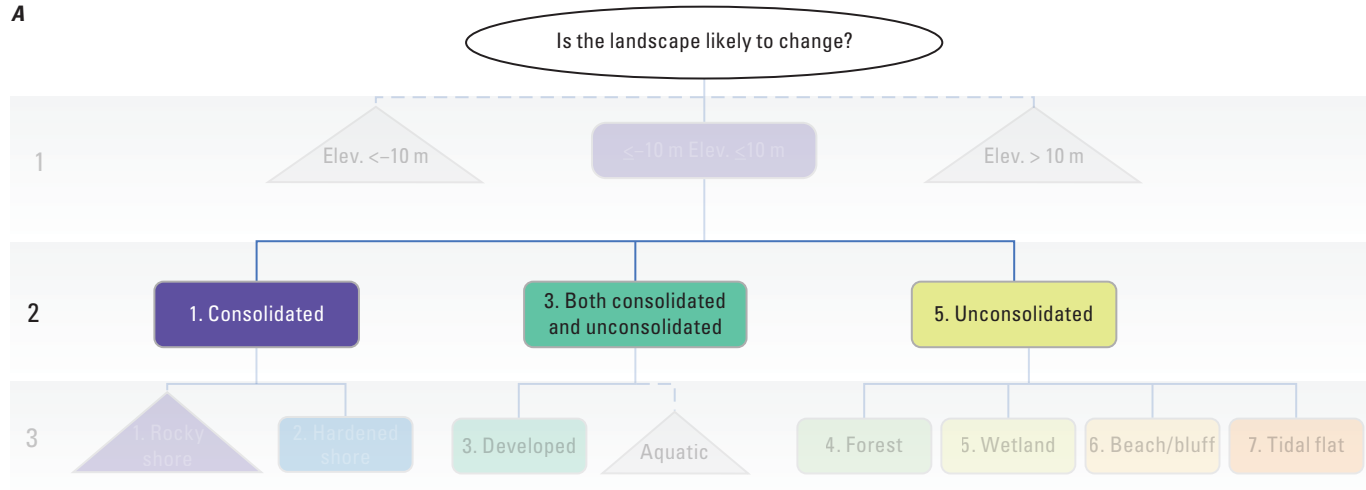 A
Is the landscape likely to change?
1
Elev. <–10 m
≤–10 m Elev. ≤10 m
Elev. > 10 m
2
1. Consolidated
3. Both consolidated
and unconsolidated
5. Unconsolidated
3
1. Rocky
shore
2. Hardened
shore
3. Developed
Aquatic
4. Forest
5. Wetland
6. Beach/bluff
7. Tidal flat